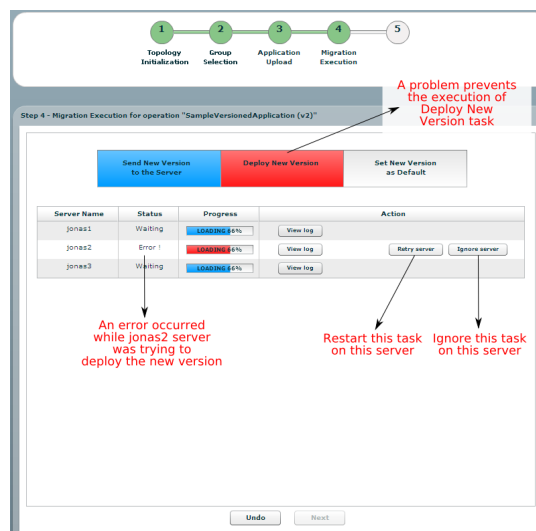 1 2 3 4 5
Topology Group Application Migration
Initialization Selection Upload Execution
A problem prevents
the execution of
Deploy New
Version task
Step 4 - Migration Execution for operation "SampleVersionedApplication (v2)"
Send New Version Deploy New Version Set New Version
to the Server as Default
Server Name Status Progress Action
jonas1 Waiting LOADING 66% View log
jonas2 Error ! LOADING 66% View log Retry server Ignore server
jonas3 Waiting LOADING 66% View log
An error occurred
while jonas2 server
was trying to
deploy the new version
Restart this task Ignore this task
on this server on this server
Undo Next